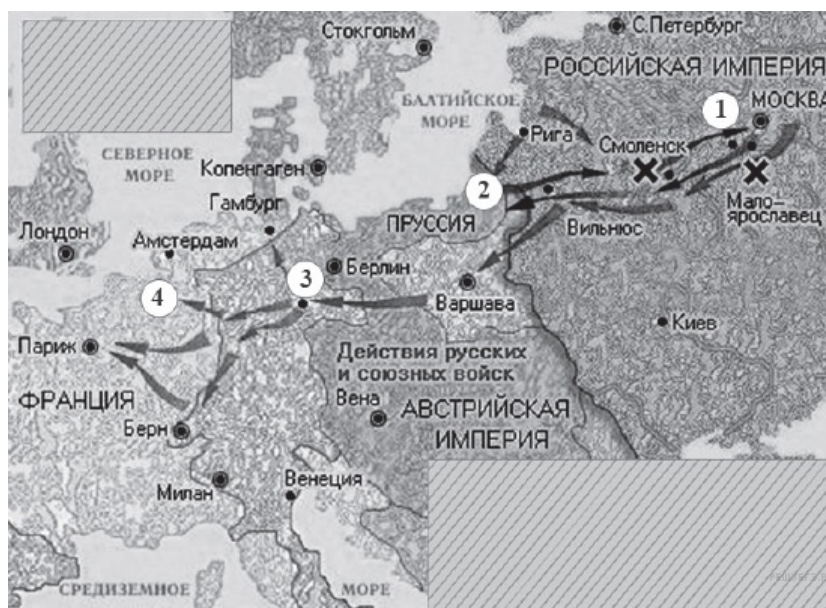 Стокгольм
С.Петербург
РОССИЙСКАЯ ИМПЕРИЯ
БАЛТИЙСКОЕ
МОРЕ
1
МОСКВА
Рига
Смоленск
СЕВЕРНОЕ
МОРЕ
Копенгаген
2
Гамбург
ПРУССИЯ
Мало-
ярославец
Лондон
Амстердам
Вильнюс
Берлин
3
4
Варшава
Киев
Париж
Действия русских
и союзных войск
ФРАНЦИЯ
Вена
АВСТРИЙСКАЯ
ИМПЕРИЯ
Берн
Милан
Венеция
СРЕДИЗЕМНОЕ
МОРЕ